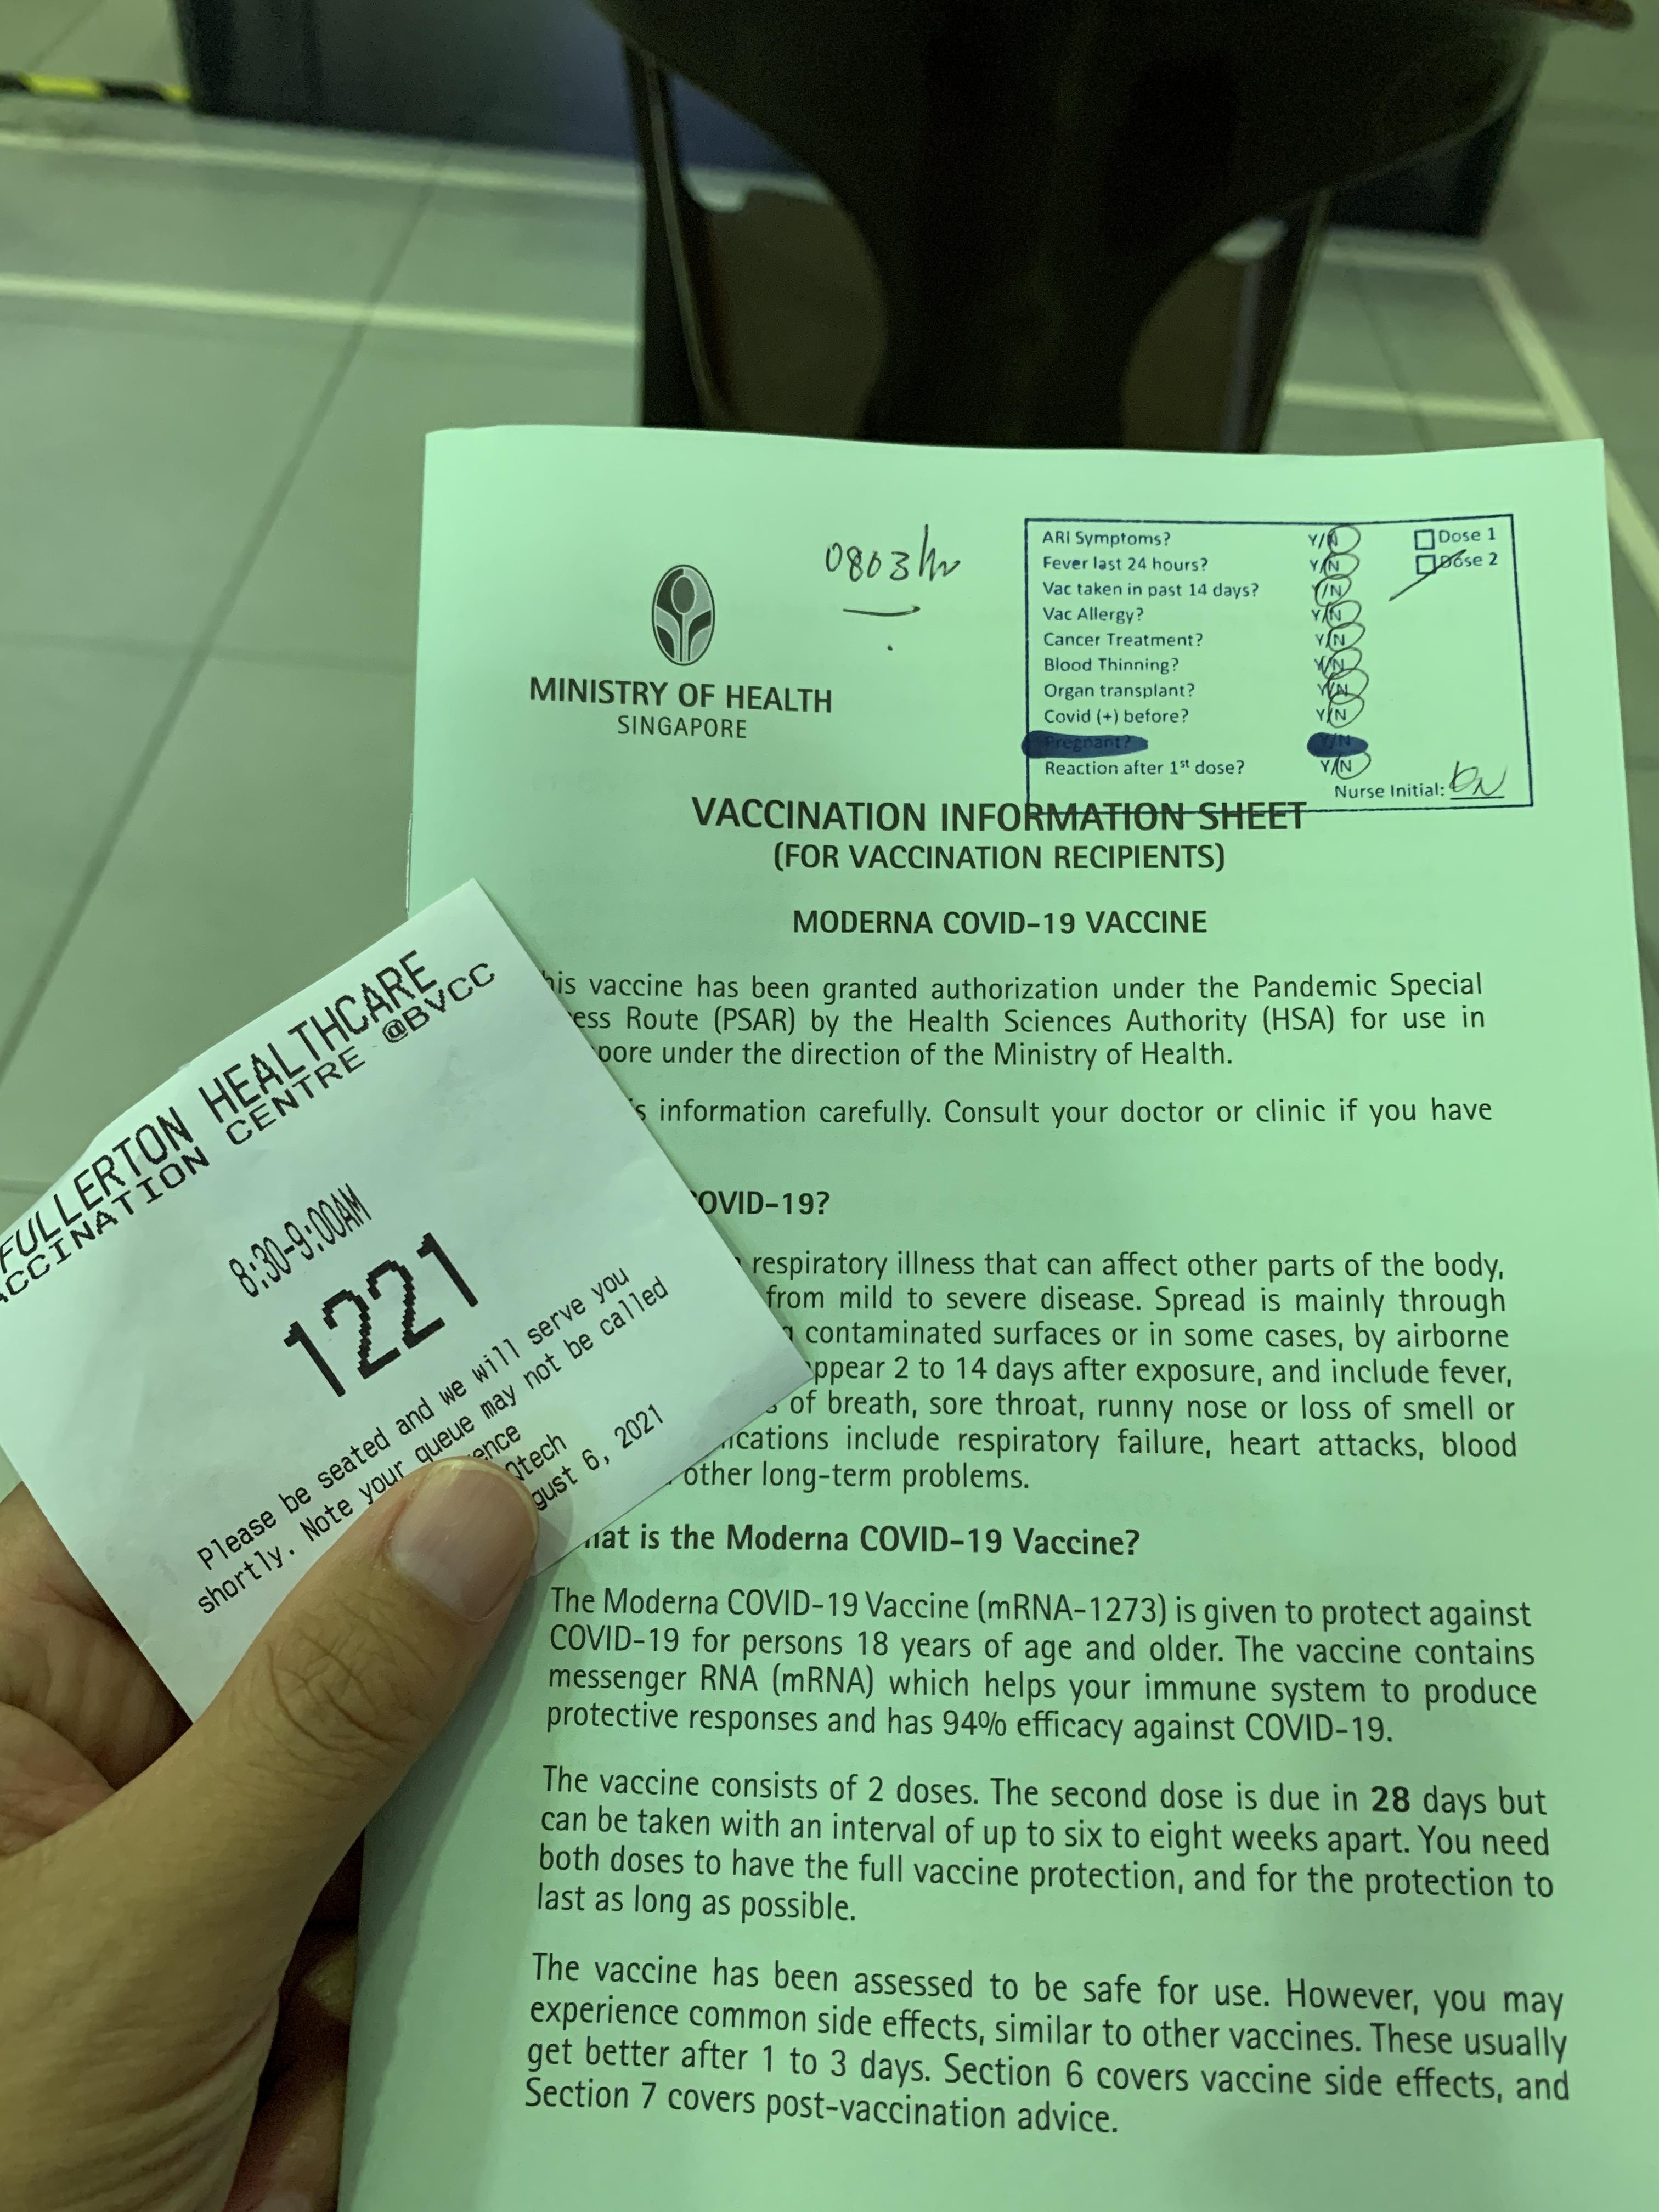 0803hr
ARI Symptoms? Y/N
Fever last 24 hours? Y/N
Vac taken in past 14 days? Y/N
Vac Allergy? Y/N
Cancer Treatment? Y/N
Blood Thinning? Y/N
Organ transplant? Y/N
Covid (+) before? Y/N
Pregnant? Y/N
Reaction after 1st dose? Y/N
Dose 1
Dose 2
Nurse Initial:
MINISTRY OF HEALTH
SINGAPORE
VACCINATION INFORMATION SHEET
(FOR VACCINATION RECIPIENTS)
MODERNA COVID-19 VACCINE
his vaccine has been granted authorization under the Pandemic Special
ess Route (PSAR) by the Health Sciences Authority (HSA) for use in
pore under the direction of the Ministry of Health.
s information carefully. Consult your doctor or clinic if you have
OVID-19?
respiratory illness that can affect other parts of the body,
from mild to severe disease. Spread is mainly through
contaminated surfaces or in some cases, by airborne
ppear 2 to 14 days after exposure, and include fever,
of breath, sore throat, runny nose or loss of smell or
ications include respiratory failure, heart attacks, blood
other long-term problems.
hat is the Moderna COVID-19 Vaccine?
The Moderna COVID-19 Vaccine (mRNA-1273) is given to protect against
COVID-19 for persons 18 years of age and older. The vaccine contains
messenger RNA (mRNA) which helps your immune system to produce
protective responses and has 94% efficacy against COVID-19.
The vaccine consists of 2 doses. The second dose is due in 28 days but
can be taken with an interval of up to six to eight weeks apart. You need
both doses to have the full vaccine protection, and for the protection to
last as long as possible.
The vaccine has been assessed to be safe for use. However, you may
experience common side effects, similar to other vaccines. These usually
get better after 1 to 3 days. Section 6 covers vaccine side effects, and
Section 7 covers post-vaccination advice.
FULLERTON HEALTHCARE
ACCINATION CENTRE @BVCC
8:30-9:00AM
1221
Please be seated and we will serve you
shortly. Note your queue may not be called
ence
Qtech
gust 6, 2021